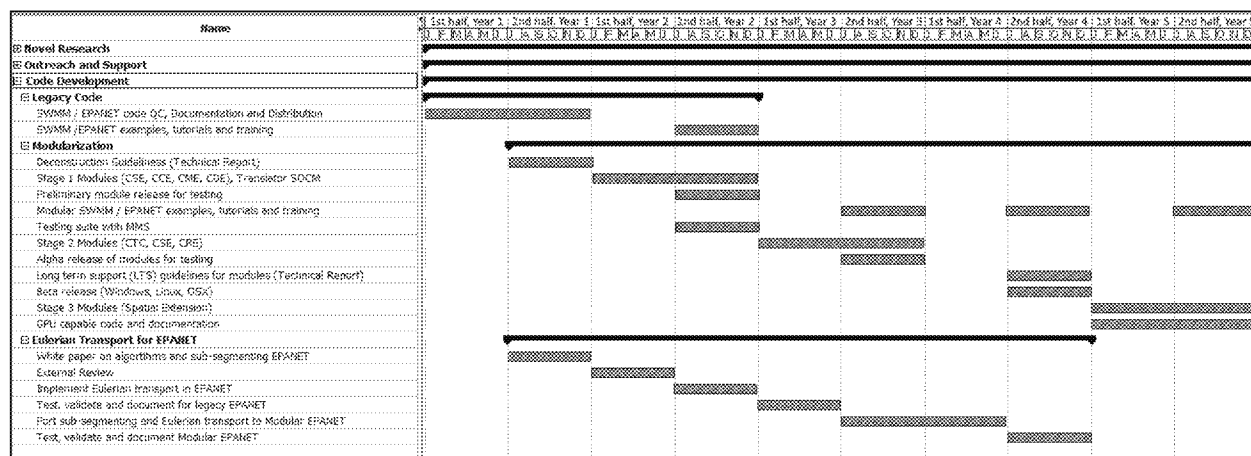 Name
1st half, Year 1 2nd half, Year 1 1st half, Year 2 2nd half, Year 2 1st half, Year 3 2nd half, Year 3 1st half, Year 4 2nd half, Year 4 1st half, Year 5 2nd half, Year
Novel Research
Outreach and Support
Code Development
Legacy Code
SWMM / EPANET code QC, Documentation and Distribution
SWMM /EPANET examples, tutorials and training
Modularization
Deconstruction Guideliness (Technical Report)
Stage 1 Modules (CSE, CCE, CME, CDE), Translator SOCM
Preliminary module release for testing
Modular SWMM / EPANET examples, tutorials and training
Testing suite with MMS
Stage 2 Modules (CTC, CSE, CRE)
Alpha release of modules for testing
Long term support (LTS) guidelines for modules (Technical Report)
Beta release (Windows, Linux, OSX)
Stage 3 Modules (Spatial Extension)
GPU capable code and documentation
Eulerian Transport for EPANET
White paper on algorithms and sub-segmenting EPANET
External Review
Implement Eulerian transport in EPANET
Test, validate and document for legacy EPANET
Port sub-segmenting and Eulerian transport to Modular EPANET
Test, validate and document Modular EPANET